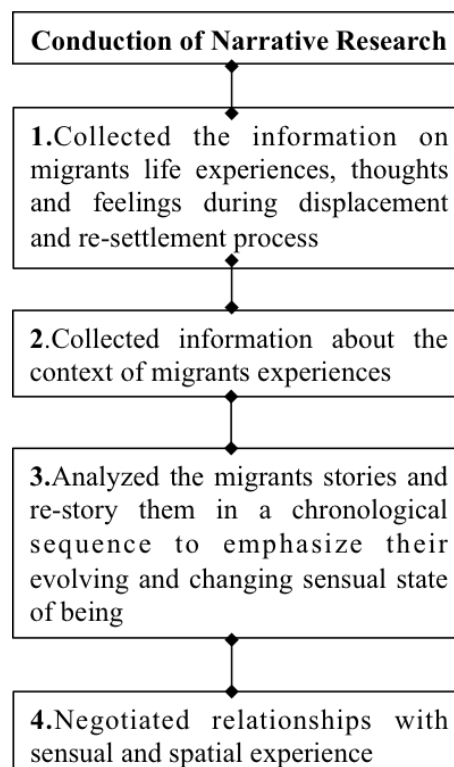 Conduction of Narrative Research
1.Collected the information on
migrants life experiences, thoughts
and feelings during displacement
and re-settlement process
2.Collected information about the
context of migrants experiences
3.Analyzed the migrants stories and
re-story them in a chronological
sequence to emphasize their
evolving and changing sensual state
of being
4.Negotiated relationships with
sensual and spatial experience